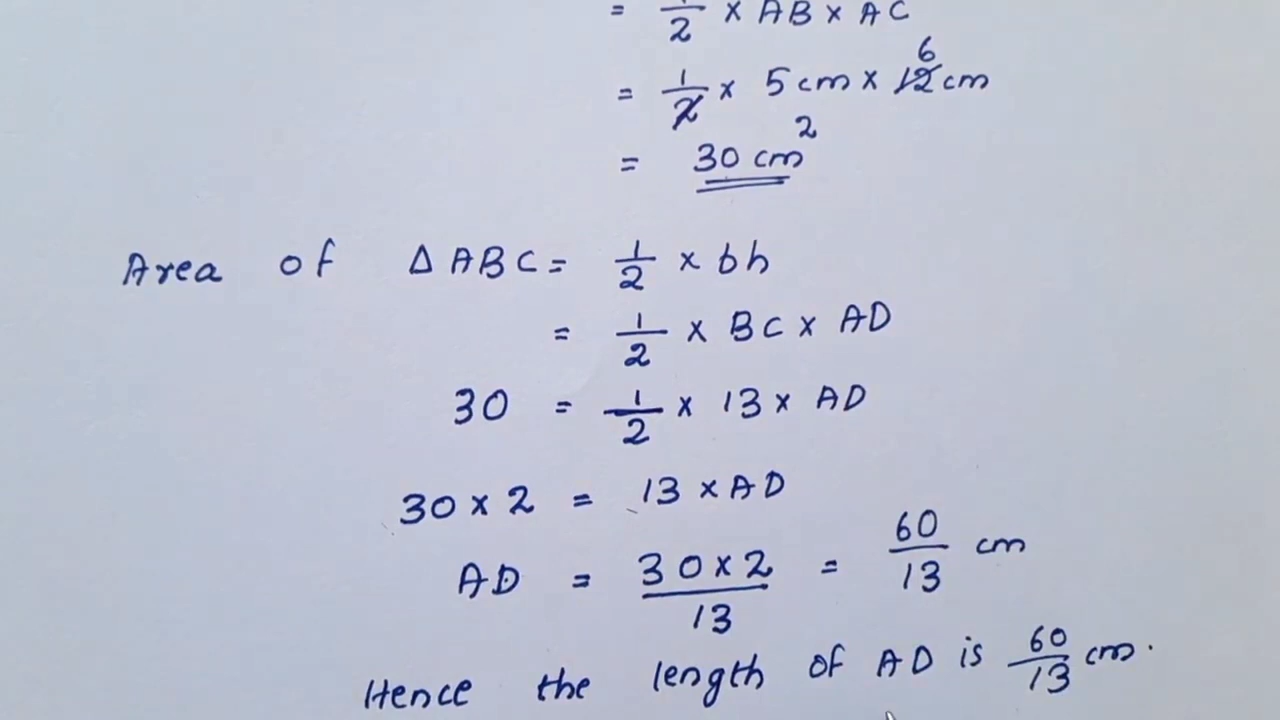 = 1/2 × AB × AC
= 1/2 × 5 cm × 12 6 cm
= 30 cm²
Area of △ABC = 1/2 × bh
= 1/2 × BC × AD
30 = 1/2 × 13 × AD
30 × 2 = 13 × AD
AD = 30×2/13 = 60/13 cm
Hence the length of AD is 60/13 cm.